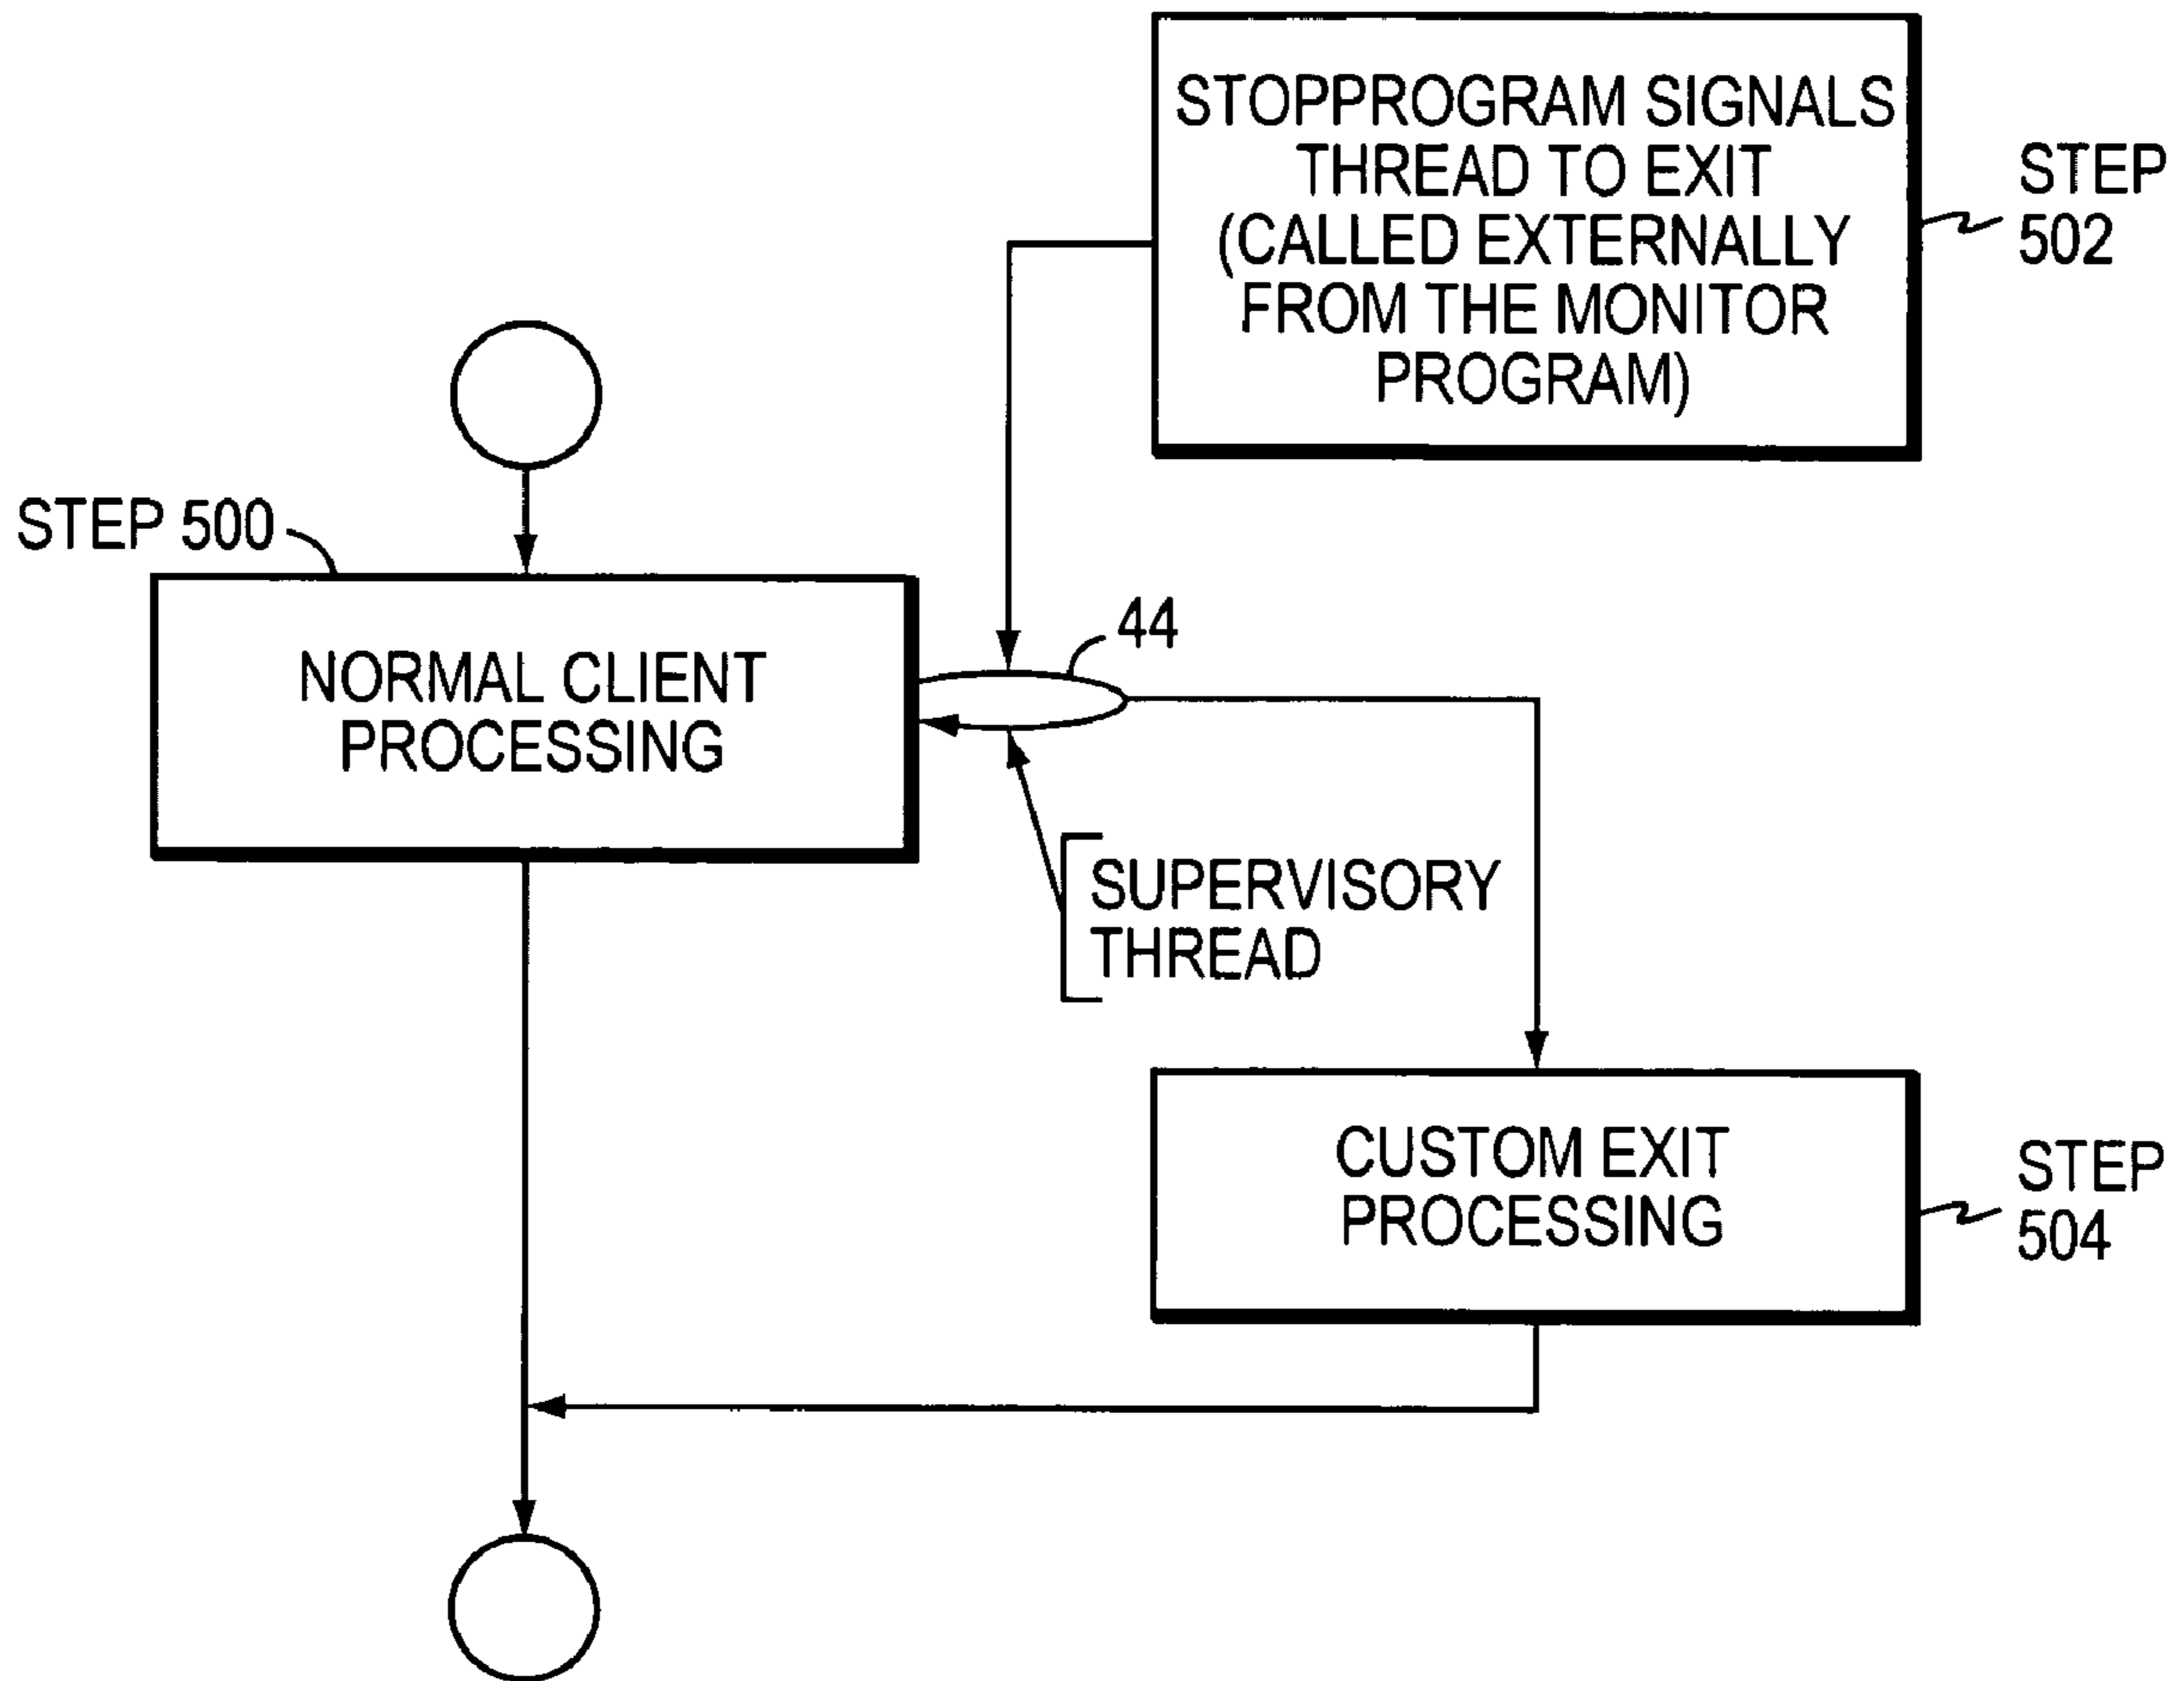 STOPPROGRAM SIGNALS
THREAD TO EXIT
(CALLED EXTERNALLY
FROM THE MONITOR
PROGRAM)
STEP
502
STEP 500
NORMAL CLIENT
PROCESSING
44
SUPERVISORY
THREAD
CUSTOM EXIT
PROCESSING
STEP
504